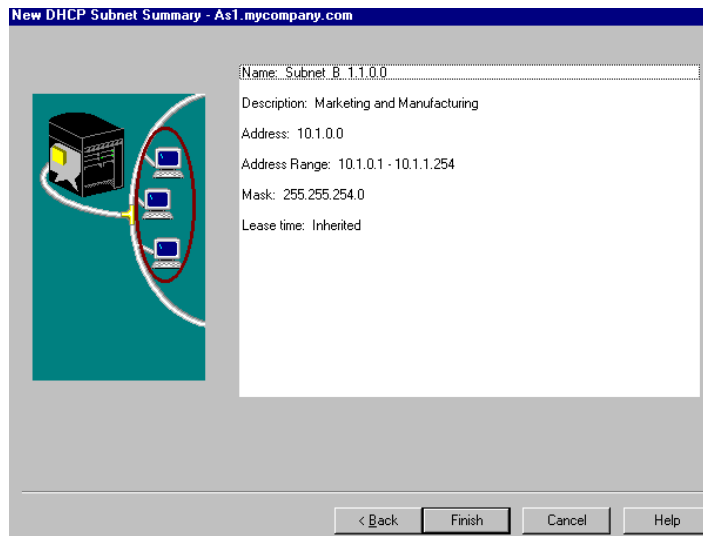 New DHCP Subnet Summary - As1.mycompany.com
Name: Subnet B 1.1.0.0
Description: Marketing and Manufacturing
Address: 10.1.0.0
Address Range: 10.1.0.1 - 10.1.1.254
Mask: 255.255.254.0
Lease time: Inherited
< Back Finish Cancel Help